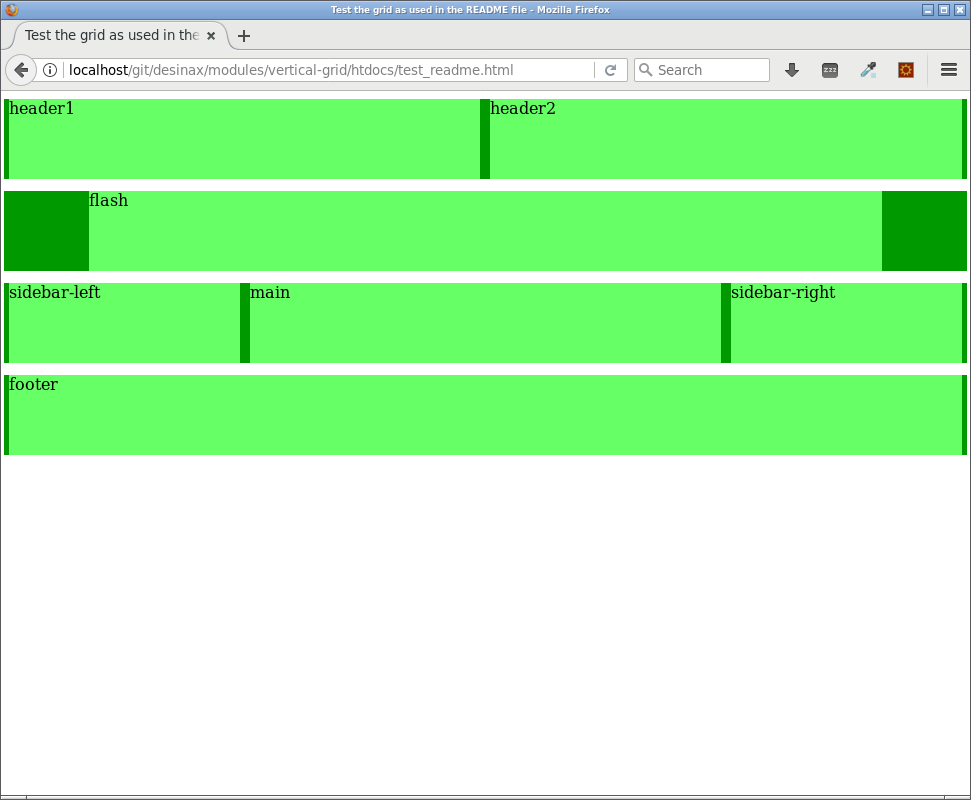 Test the grid as used in the README file - Mozilla Firefox
Test the grid as used in the
localhost/git/desinax/modules/vertical-grid/htdocs/test_readme.html
Search
zzz
header1
header2
flash
sidebar-left
main
sidebar-right
footer